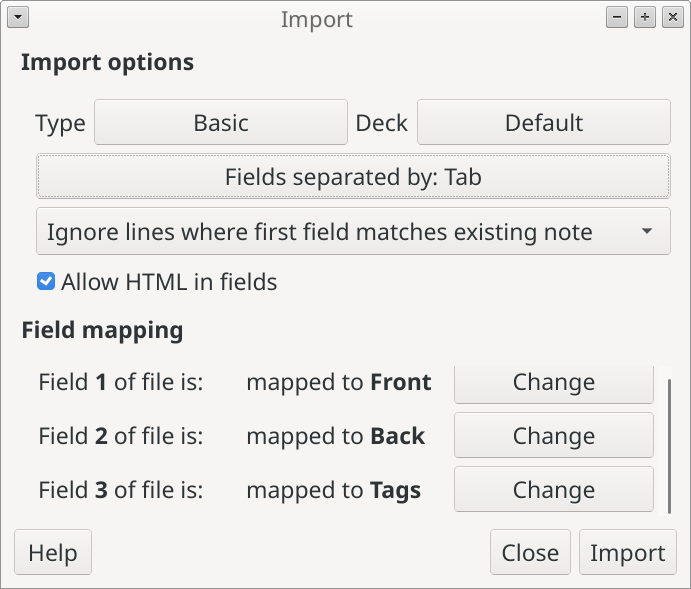 Import
Import options
Type Basic Deck Default
Fields separated by: Tab
Ignore lines where first field matches existing note
Allow HTML in fields
Field mapping
Field 1 of file is: mapped to Front Change
Field 2 of file is: mapped to Back Change
Field 3 of file is: mapped to Tags Change
Help Close Import